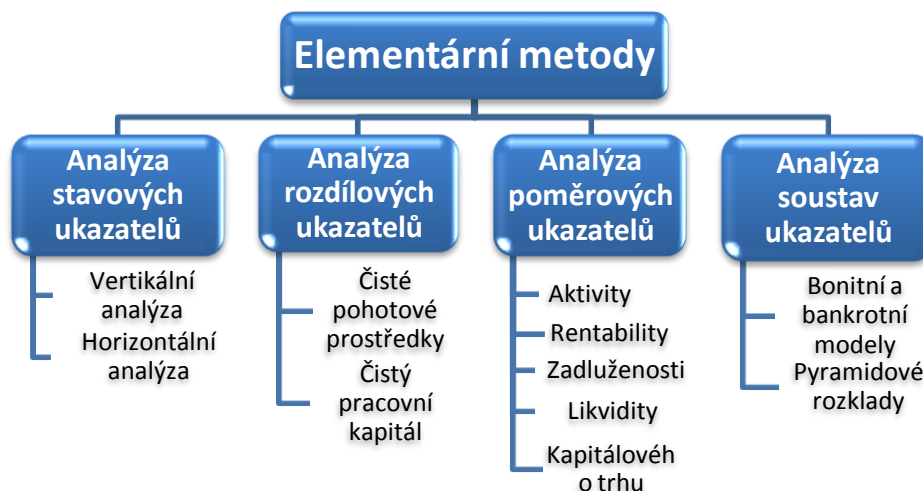 Elementární metody
Analýza
stavových
ukazatelů
Vertikální
analýza
Horizontální
analýza
Analýza
rozdílových
ukazatelů
Čisté
pohotové
prostředky
Čistý
pracovní
kapitál
Analýza
poměrových
ukazatelů
Aktivity
Rentability
Zadluženosti
Likvidity
Kapitálovéh
o trhu
Analýza
soustav
ukazatelů
Bonitní a
bankrotní
modely
Pyramidové
rozklady